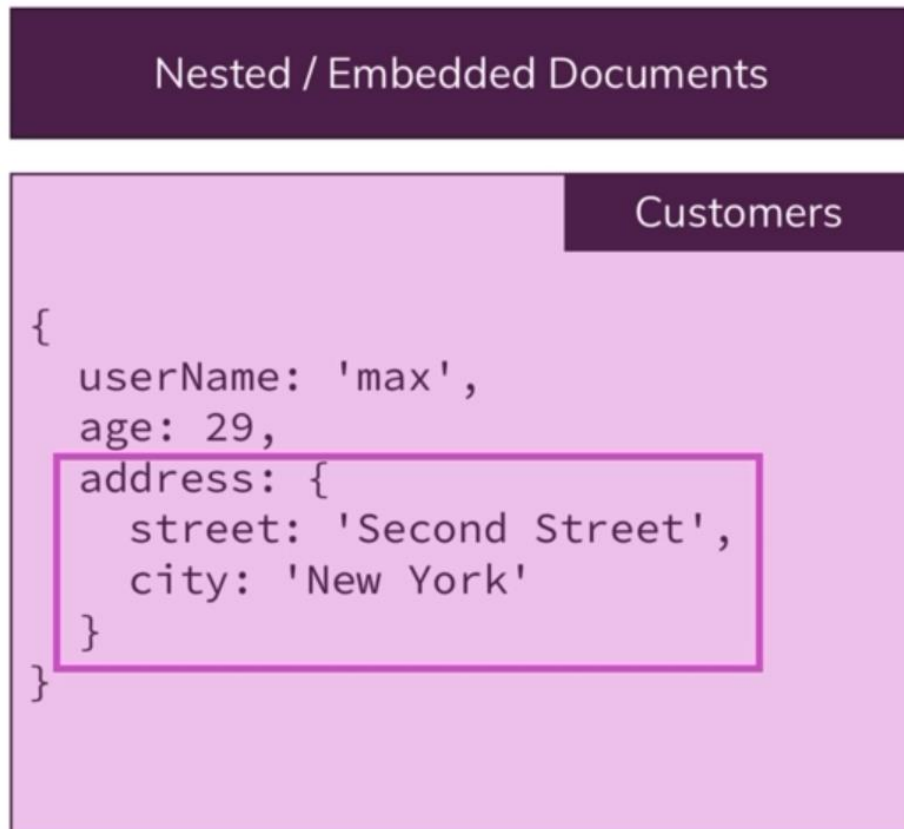 Nested / Embedded Documents
Customers
{
  userName: 'max',
  age: 29,
  address: {
    street: 'Second Street',
    city: 'New York'
  }
}